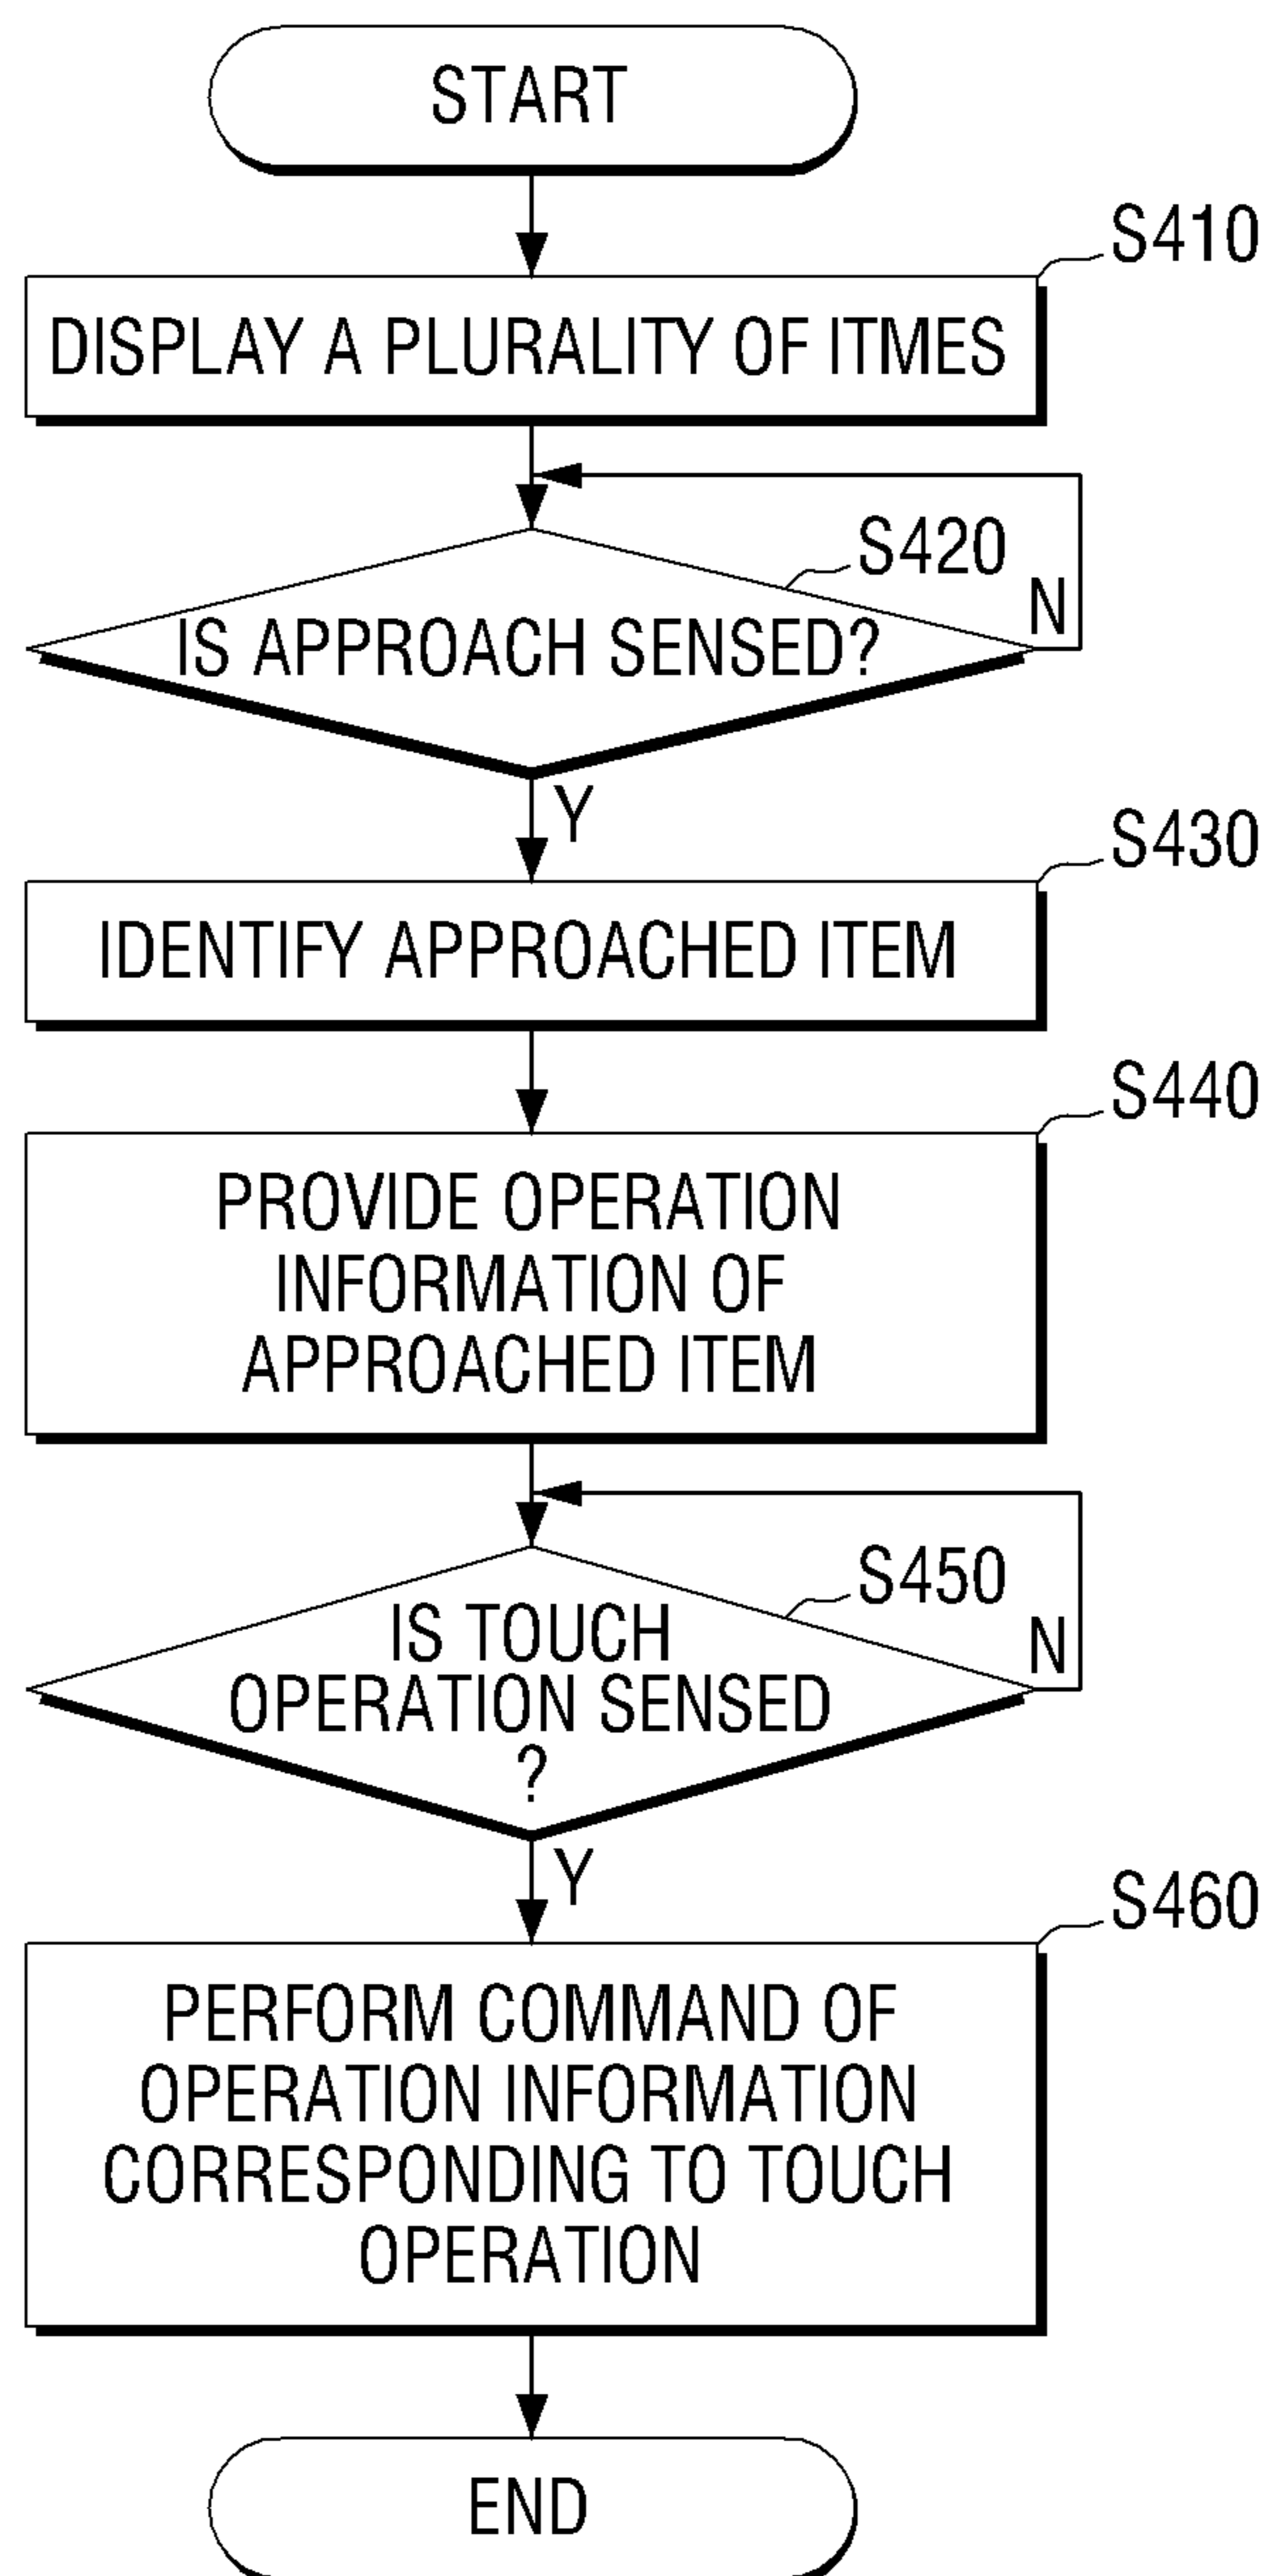 START
S410
DISPLAY A PLURALITY OF ITMES
S420
N
IS APPROACH SENSED?
Y
S430
IDENTIFY APPROACHED ITEM
S440
PROVIDE OPERATION
INFORMATION OF
APPROACHED ITEM
S450
N
IS TOUCH
OPERATION SENSED
?
Y
S460
PERFORM COMMAND OF
OPERATION INFORMATION
CORRESPONDING TO TOUCH
OPERATION
END